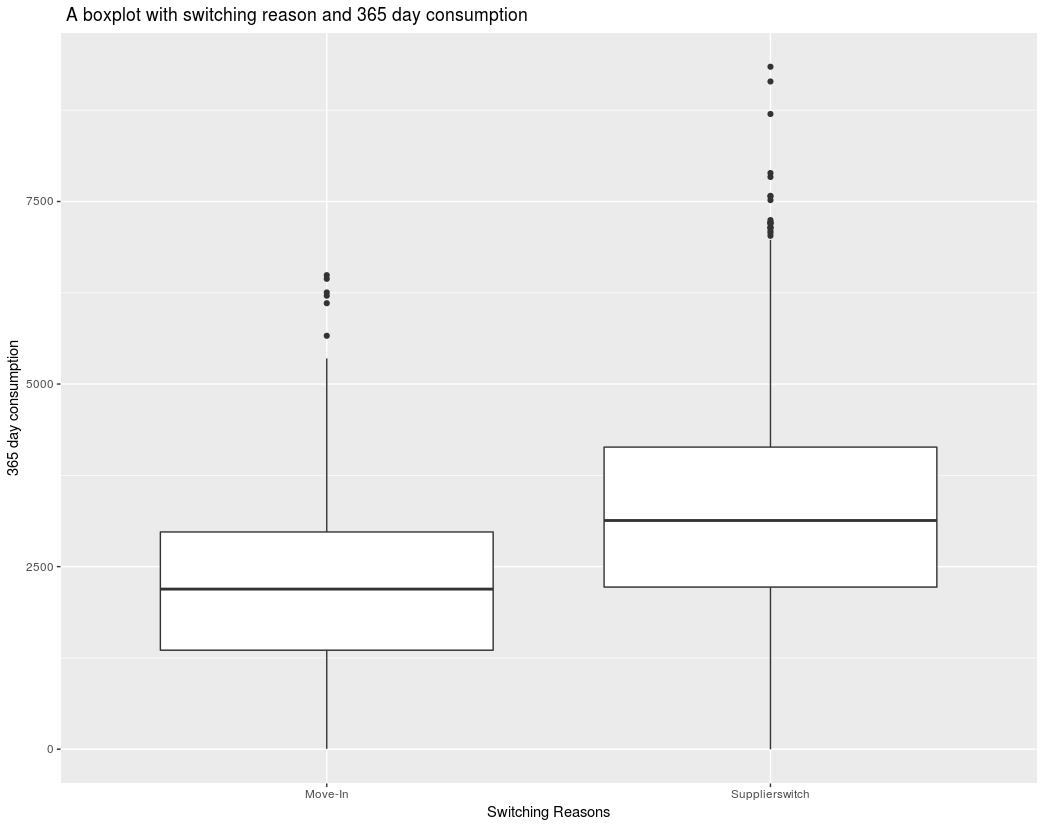 A boxplot with switching reason and 365 day consumption
365 day consumption
7500
5000
2500
0
Move-In
Supplierswitch
Switching Reasons